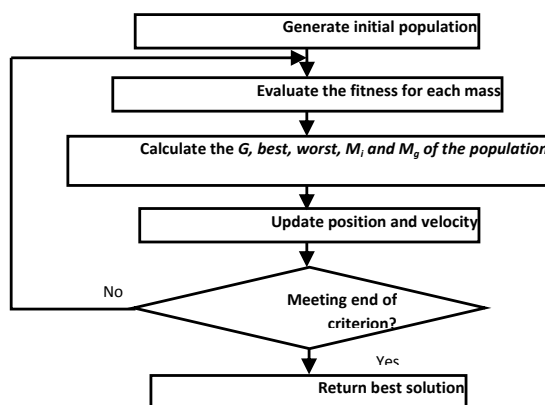 Generate initial population
Evaluate the fitness for each mass
Calculate the G, best, worst, Mi and Mg of the population
Update position and velocity
No
Meeting end of
criterion?
Yes
Return best solution